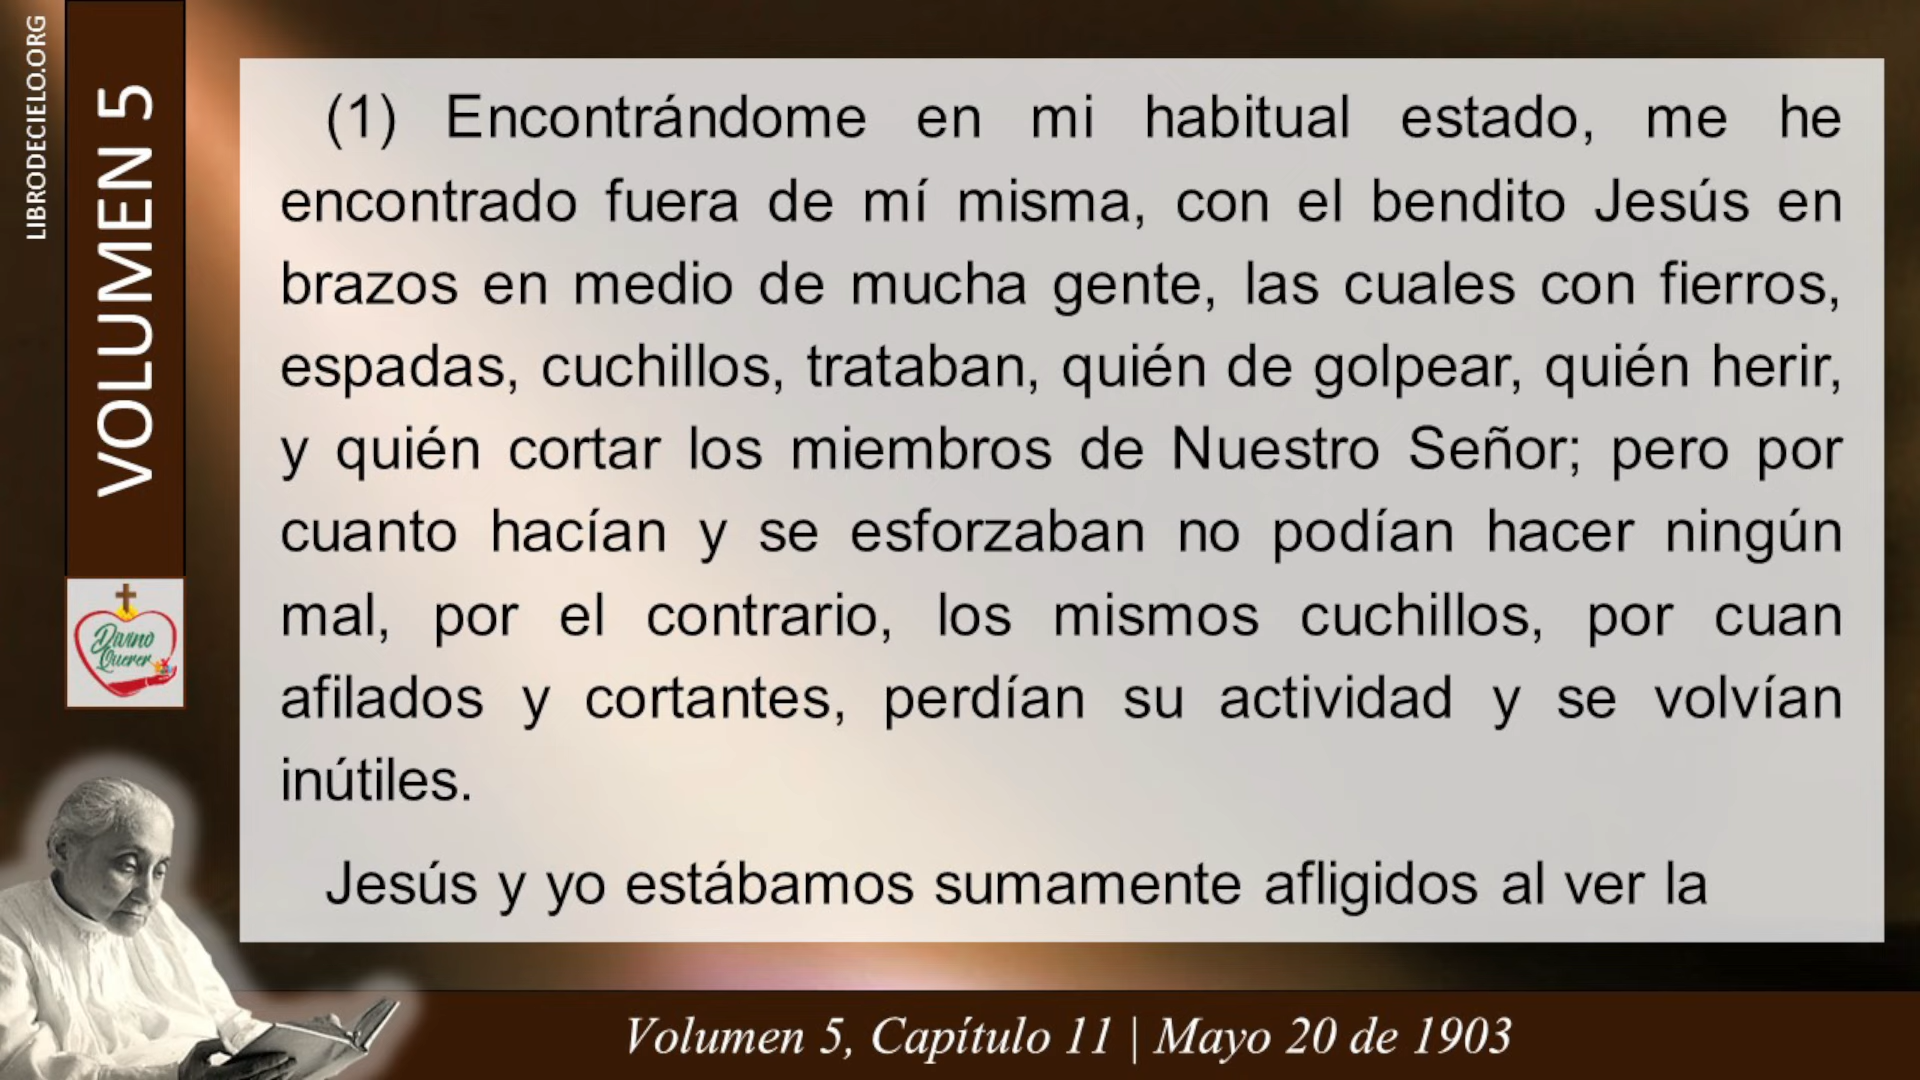 LIBRODECIELO.ORG
VOLUMEN 5
Divino
Querer
(1) Encontrándome en mi habitual estado, me he
encontrado fuera de mí misma, con el bendito Jesús en
brazos en medio de mucha gente, las cuales con fierros,
espadas, cuchillos, trataban, quién de golpear, quién herir,
y quién cortar los miembros de Nuestro Señor; pero por
cuanto hacían y se esforzaban no podían hacer ningún
mal, por el contrario, los mismos cuchillos, por cuan
afilados y cortantes, perdían su actividad y se volvían
inútiles.
Jesús y yo estábamos sumamente afligidos al ver la
Volumen 5, Capítulo 11 | Mayo 20 de 1903